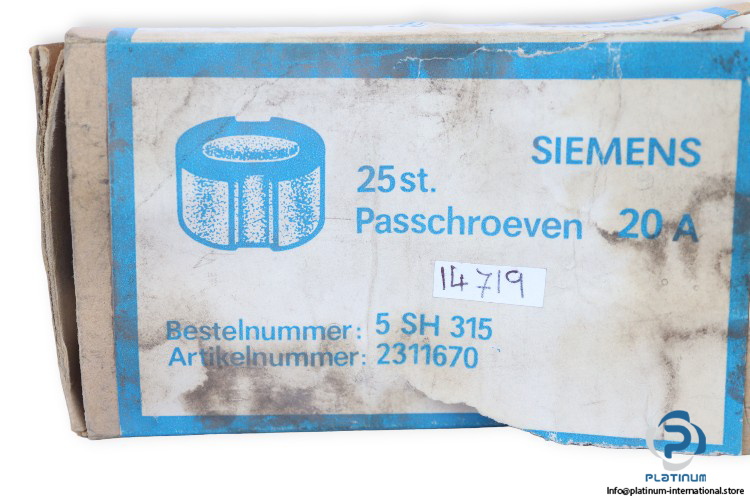 SIEMENS
25 st.
Passchroeven 20 A
14719
Bestelnummer: 5 SH 315
Artikelnummer: 2311670
PLATINUM
Info@platinum-international.store